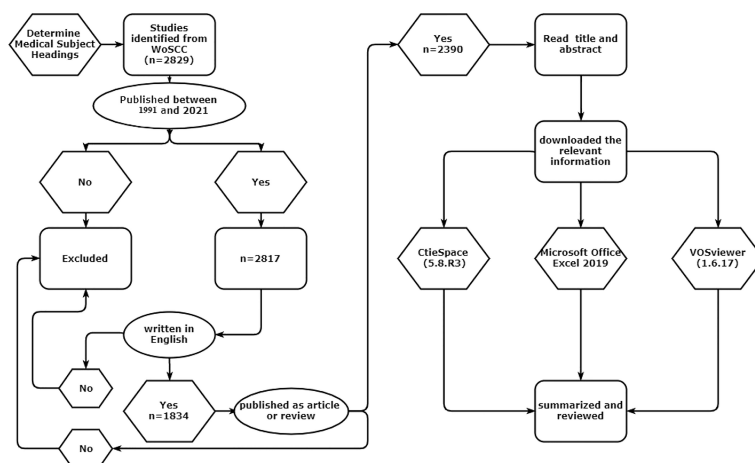 Determine
Medical Subject
Headings
Studies
identified from
WoSCC
(n=2829)
Published between
1991 and 2021
No
Yes
Excluded
n=2817
written in
English
No
Yes
n=1834
published as article
or review
No
Yes
n=2390
Read title and
abstract
downloaded the
relevant
information
CtieSpace
(5.8.R3)
Microsoft Office
Excel 2019
VOSviewer
(1.6.17)
summarized and
reviewed